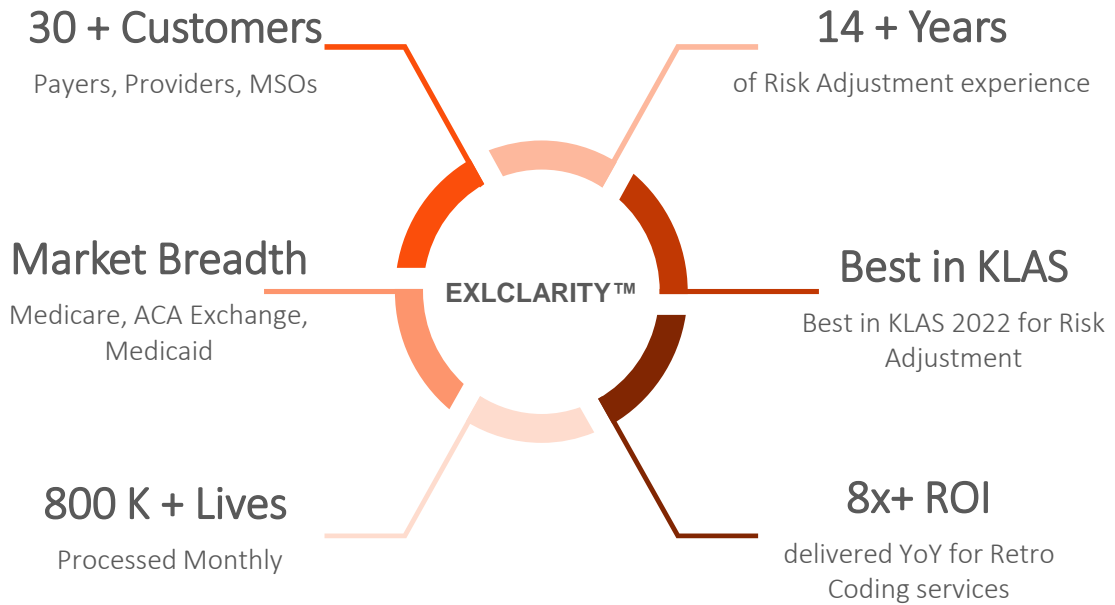 30 + Customers
Payers, Providers, MSOs
14 + Years
of Risk Adjustment experience
Market Breadth
Medicare, ACA Exchange,
Medicaid
EXLCLARITY™
Best in KLAS
Best in KLAS 2022 for Risk
Adjustment
800 K + Lives
Processed Monthly
8x+ ROI
delivered YoY for Retro
Coding services